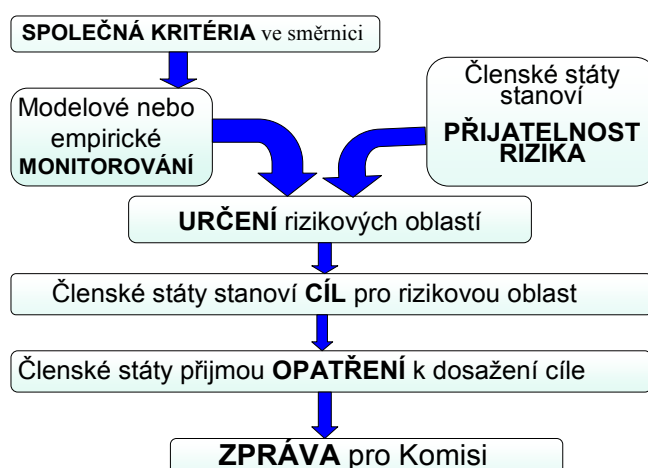 SPOLEČNÁ KRITÉRIA ve směrnici
Modelové nebo
empirické
MONITOROVÁNÍ
Členské státy
stanoví
PŘIJATELNOST
RIZIKA
URČENÍ rizikových oblastí
Členské státy stanoví CÍL pro rizikovou oblast
Členské státy přijmou OPATŘENÍ k dosažení cíle
ZPRÁVA pro Komisi